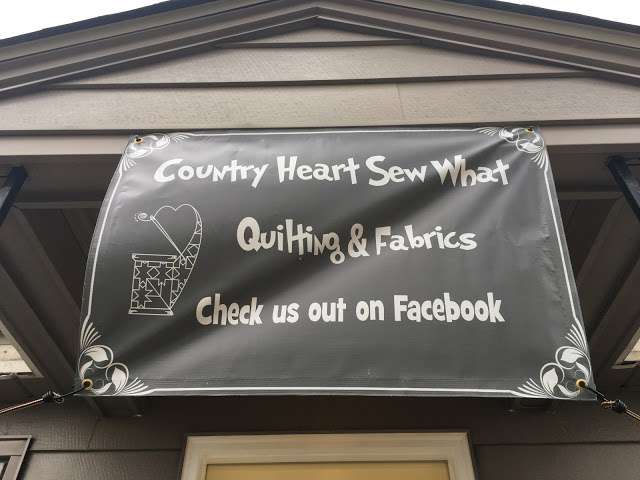 Country Heart Sew What
Quilting & Fabrics
Check us out on Facebook